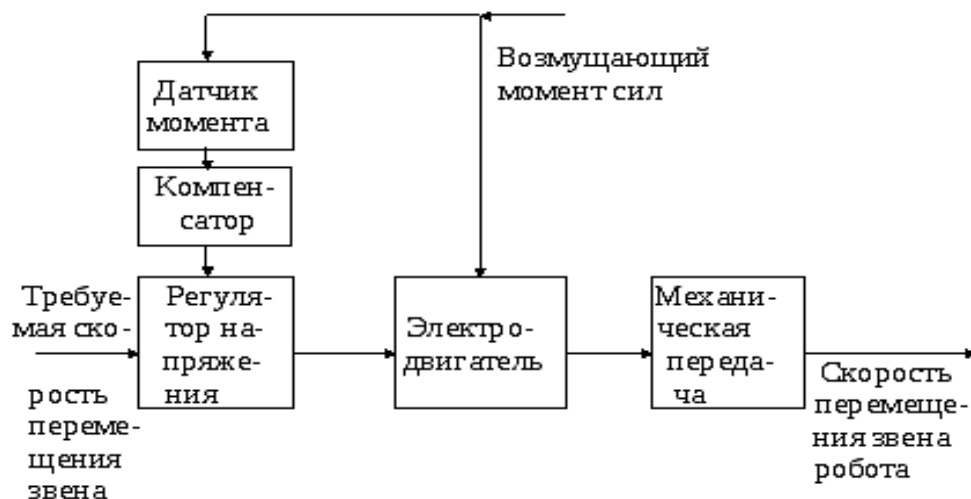 Возмущающий
момент сил
Датчик
момента
Компен-
сатор
Требуе-
мая ско-
рость
перемe-
щения
звена
Регуля-
тор на-
пряже-
ния
Электро-
двигатель
Механи-
ческая
переда-
ча
Скорость
перемеще-
ния звена
робота